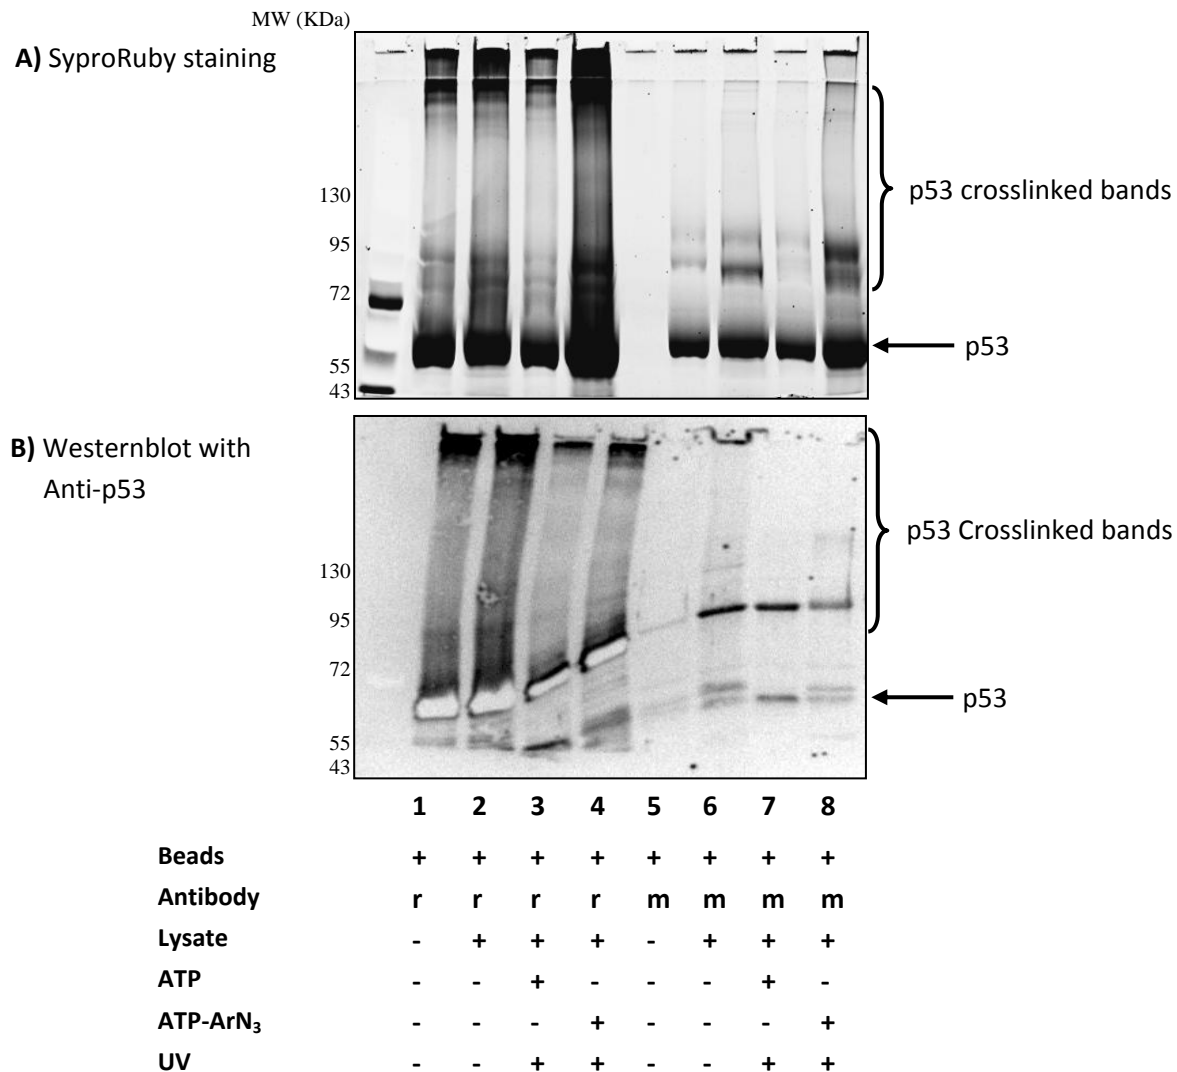 MW (KDa)
A) SyproRuby staining
130
95
72
55
43
p53 crosslinked bands
p53
B) Westernblot with
Anti-p53
130
95
72
55
43
p53 Crosslinked bands
p53
1 2 3 4 5 6 7 8
Beads + + + + + + + +
Antibody r r r r m m m m
Lysate - + + + - + + +
ATP - - + - - - + -
ATP-ArN₃ - - - + - - - +
UV - - + + - - + +